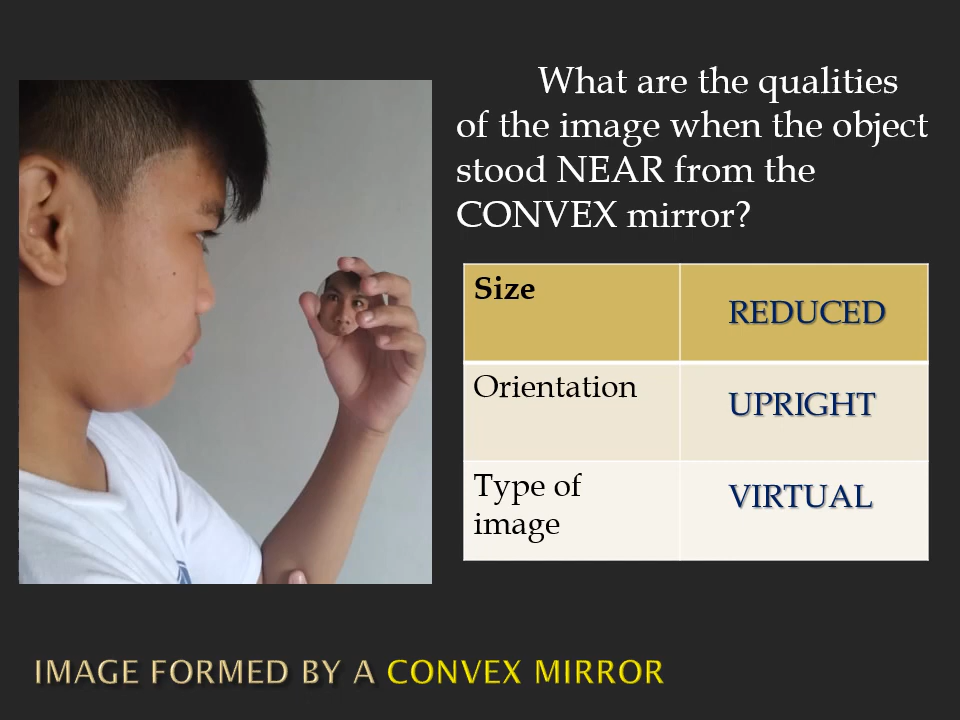 What are the qualities
of the image when the object
stood NEAR from the
CONVEX mirror?
Size
REDUCED
Orientation
UPRIGHT
Type of
image
VIRTUAL
IMAGE FORMED BY A CONVEX MIRROR